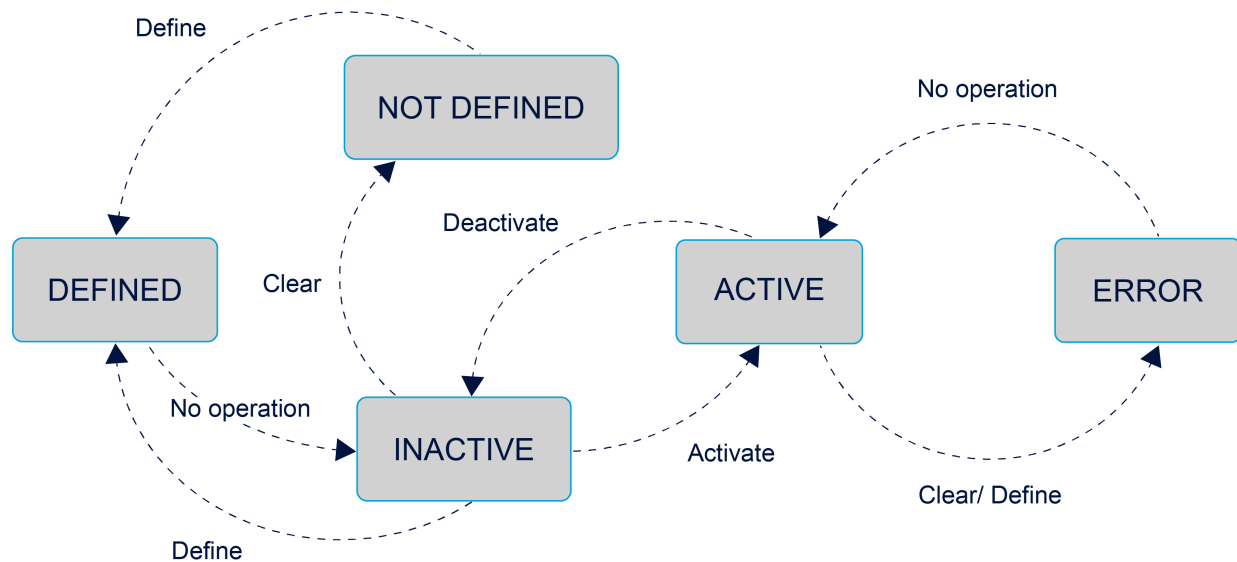 Define
NOT DEFINED
No operation
Deactivate
DEFINED
Clear
ACTIVE
ERROR
No operation
INACTIVE
Activate
Clear/ Define
Define